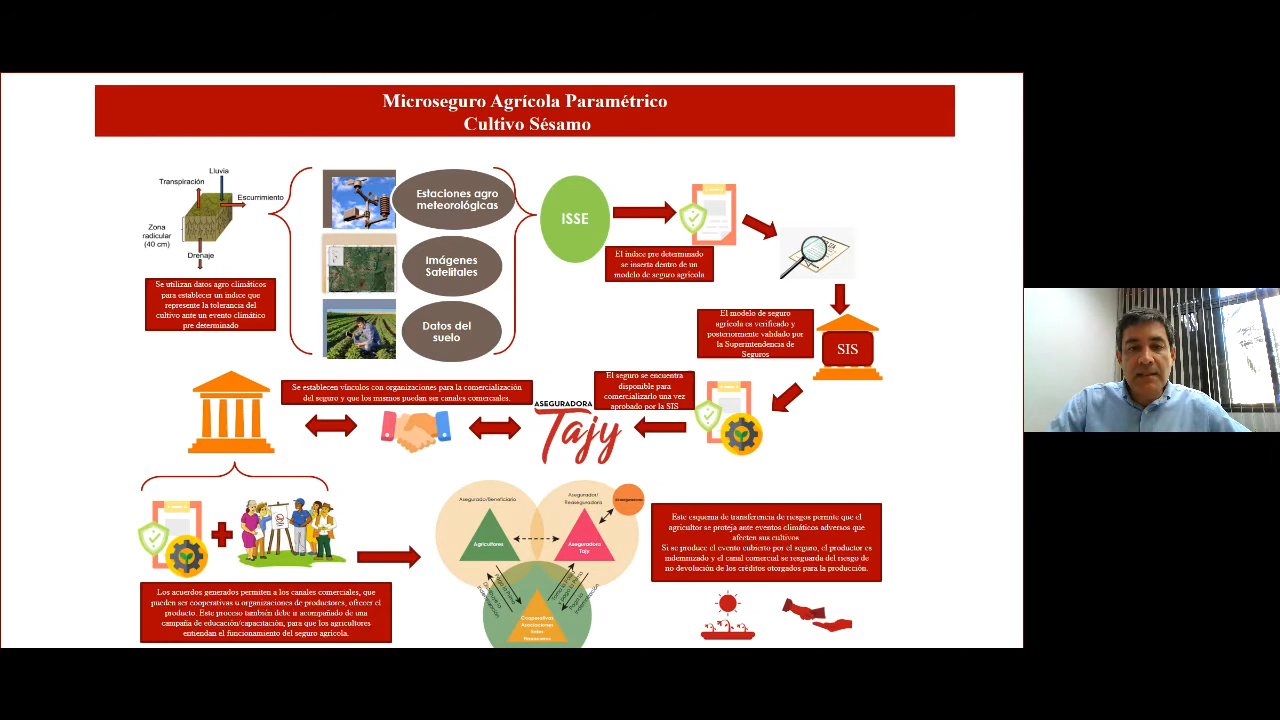 Microseguro Agrícola Paramétrico
Cultivo Sésamo
Lluvia
Transpiración
Escurrimiento
Zona
radicular
(40 cm)
Drenaje
Se utilizan datos agro climáticos
para establecer un índice que
represente la tolerancia del
cultivo ante un evento climático
pre determinado
Estaciones agro
meteorológicas
Imágenes
Satelitales
Datos del
suelo
ISSE
El índice pre determinado
se inserta dentro de un
modelo de seguro agrícola
El modelo de seguro
agrícola es verificado y
posteriormente validado por
la Superintendencia de
Seguros
SIS
El seguro se encuentra
disponible para
comercializarlo una vez
aprobado por la SIS
ASEGURADORA
Tajy
Se establecen vínculos con organizaciones para la comercialización
del seguro y que los mismos puedan ser canales comerciales.
Los acuerdos generados permiten a los canales comerciales, que
pueden ser cooperativas u organizaciones de productores, ofrecer el
producto. Este proceso también debe ir acompañado de una
campaña de educación/capacitación, para que los agricultores
entiendan el funcionamiento del seguro agrícola.
Asegurado/Beneficiario
Asegurador/
Reaseguradora
Agricultores
Aseguradora
Tajy
Cooperativas
Asociaciones
Entes
Financieros
Este esquema de transferencia de riesgos permite que el
agricultor se proteja ante eventos climáticos adversos que
afecten sus cultivos
Si se produce el evento cubierto por el seguro, el productor es
indemnizado y el canal comercial se resguarda del riesgo de
no devolución de los créditos otorgados para la producción.